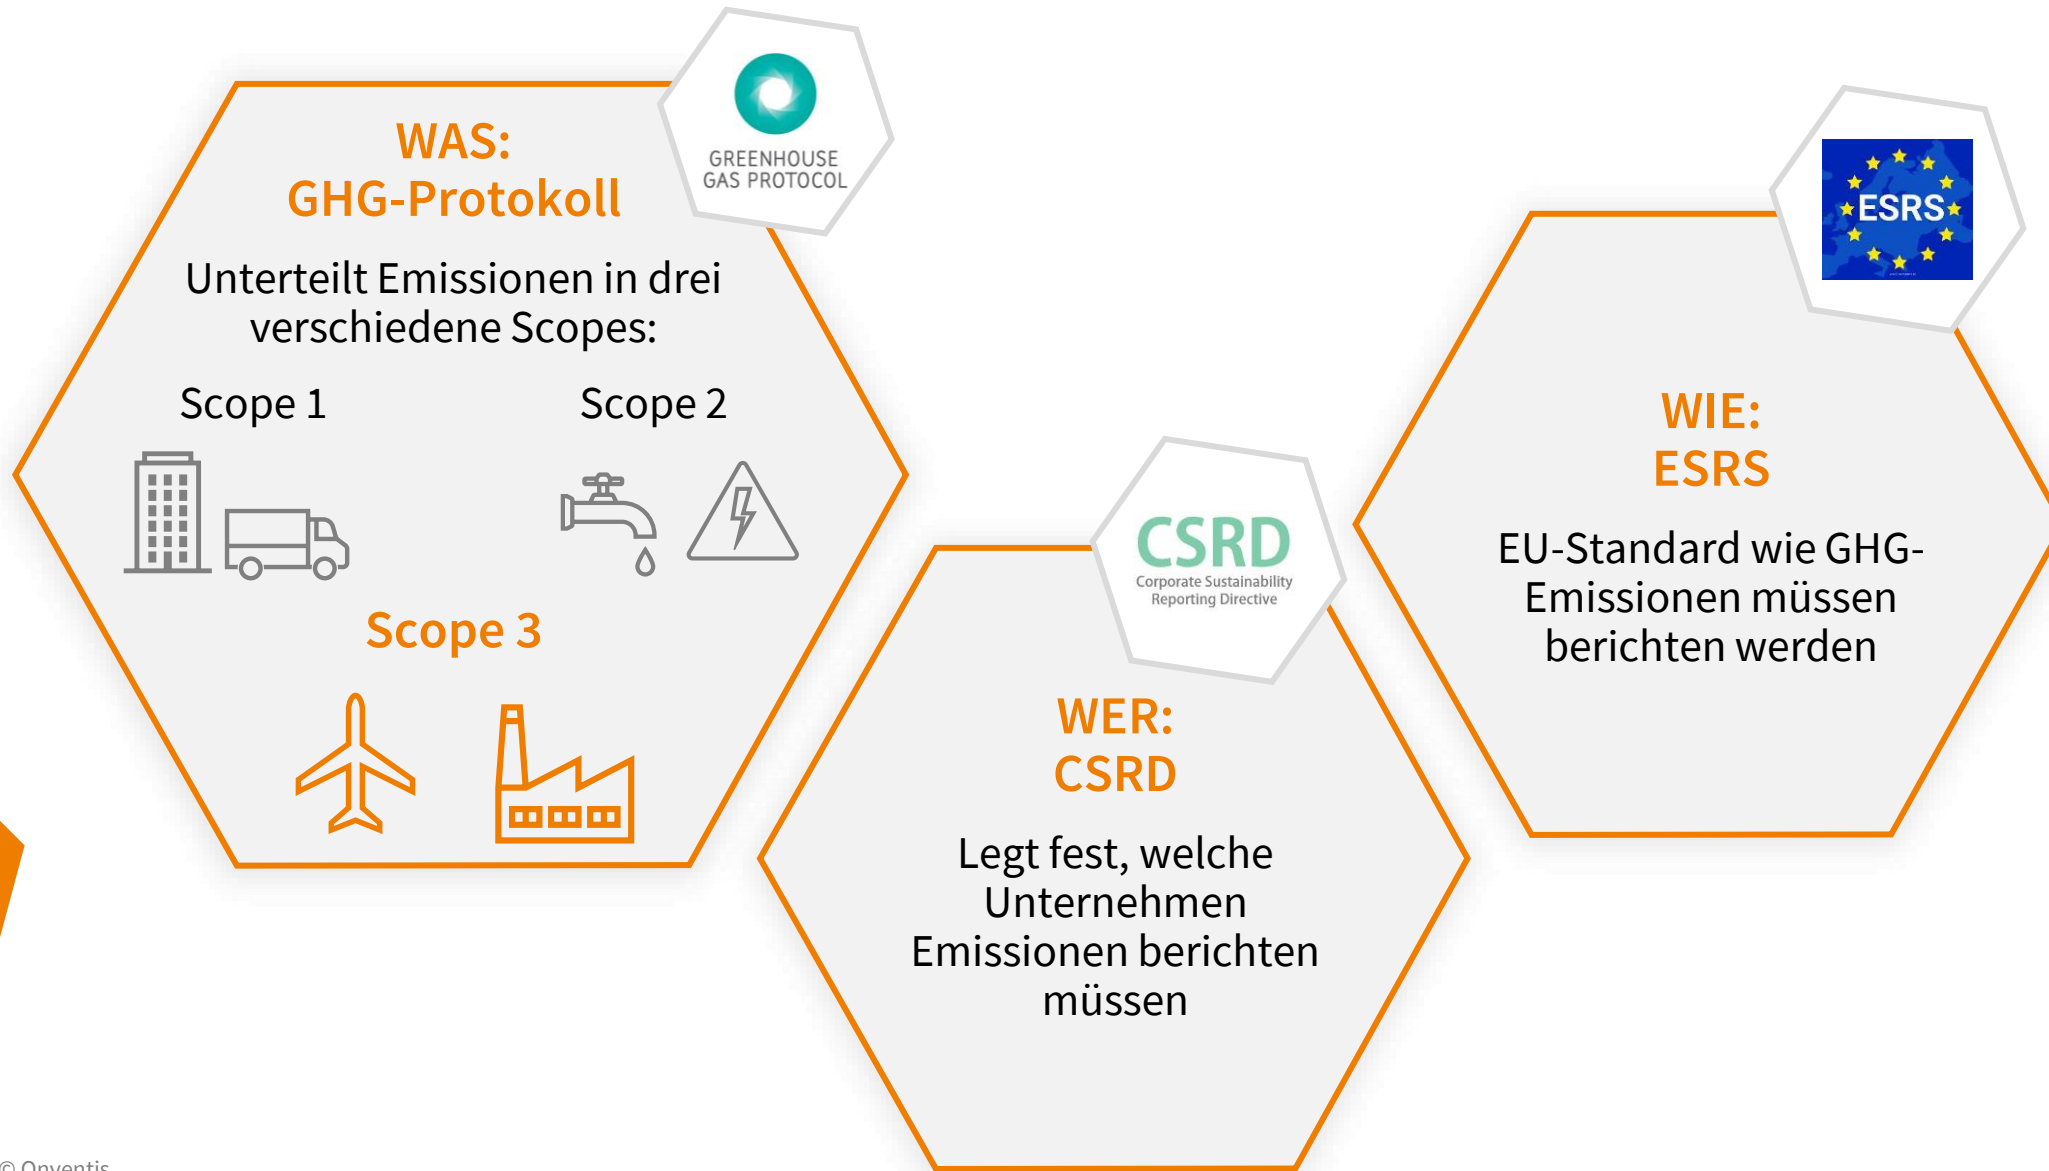 WAS:
GHG-Protokoll
GREENHOUSE
GAS PROTOCOL
Unterteilt Emissionen in drei
verschiedene Scopes:
Scope 1
Scope 2
Scope 3
CSRD
Corporate Sustainability
Reporting Directive
WER:
CSRD
Legt fest, welche
Unternehmen
Emissionen berichten
müssen
ESRS
WIE:
ESRS
EU-Standard wie GHG-
Emissionen müssen
berichten werden
© Onventis